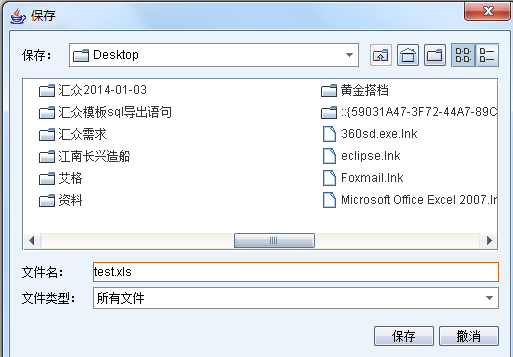 保存
保存：
Desktop
汇众2014-01-03
汇众模板sql导出语句
汇众需求
江南长兴造船
艾格
资料
黄金搭档
::{59031A47-3F72-44A7-89C
360sd.exe.lnk
eclipse.lnk
Foxmail.lnk
Microsoft Office Excel 2007.ln
文件名：
test.xls
文件类型：
所有文件
保存
撤消